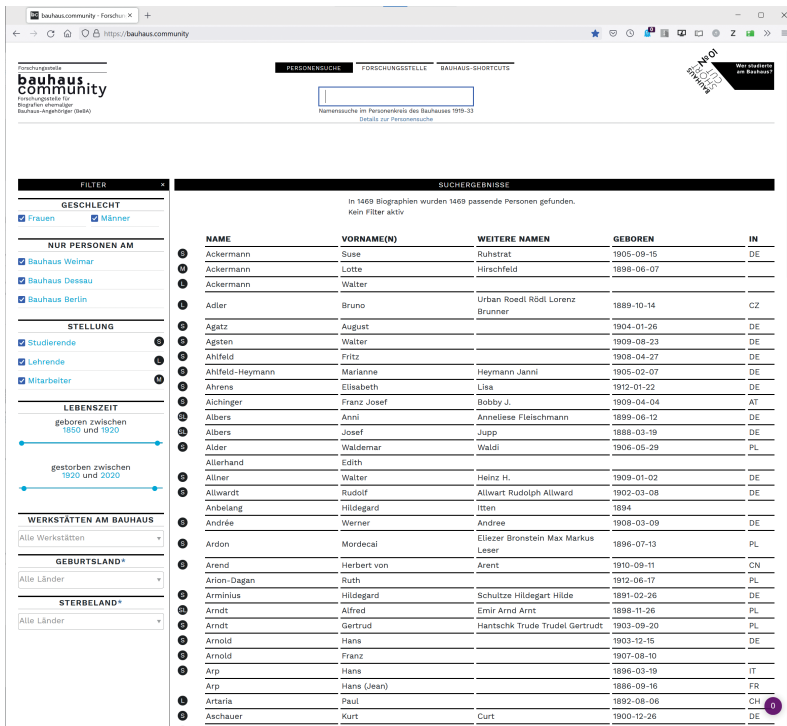 bauhaus.community - Forschun
https://bauhaus.community
Forschungsstelle
bauhaus
community
Forschungsstelle für
Biografien ehemaliger
Bauhaus-Angehöriger (BeBA)
PERSONENSUCHE FORSCHUNGSSTELLE BAUHAUS-SHORTCUTS
Namenssuche im Personenkreis des Bauhauses 1919-33
Details zur Personensuche
BAUHAUS
SHORT
CUTS
Nº01
Wer studierte
am Bauhaus?
FILTER ×
GESCHLECHT
Frauen Männer
NUR PERSONEN AM
Bauhaus Weimar
Bauhaus Dessau
Bauhaus Berlin
STELLUNG
Studierende S
Lehrende L
Mitarbeiter M
LEBENSZEIT
geboren zwischen
1850 und 1920
gestorben zwischen
1920 und 2020
WERKSTÄTTEN AM BAUHAUS
Alle Werkstätten
GEBURTSLAND*
Alle Länder
STERBELAND*
Alle Länder
SUCHERGEBNISSE
In 1469 Biographien wurden 1469 passende Personen gefunden.
Kein Filter aktiv
NAME VORNAME(N) WEITERE NAMEN GEBOREN IN
S Ackermann Suse Ruhstrat 1905-09-15 DE
M Ackermann Lotte Hirschfeld 1898-06-07
L Ackermann Walter
L Adler Bruno Urban Roedl Rödl Lorenz Brunner 1889-10-14 CZ
S Agatz August 1904-01-26 DE
S Agsten Walter 1909-08-23 DE
S Ahlfeld Fritz 1908-04-27 DE
S Ahlfeld-Heymann Marianne Heymann Janni 1905-02-07 DE
S Ahrens Elisabeth Lisa 1912-01-22 DE
S Aichinger Franz Josef Bobby J. 1909-04-04 AT
SL Albers Anni Anneliese Fleischmann 1899-06-12 DE
SL Albers Josef Jupp 1888-03-19 DE
S Alder Waldemar Waldi 1906-05-29 PL
Allerhand Edith
S Allner Walter Heinz H. 1909-01-02 DE
S Allwardt Rudolf Allwart Rudolph Allward 1902-03-08 DE
Anbelang Hildegard Itten 1894
S Andrée Werner Andree 1908-03-09 DE
S Ardon Mordecai Eliezer Bronstein Max Markus Leser 1896-07-13 PL
S Arend Herbert von Arent 1910-09-11 CN
Arion-Dagan Ruth 1912-06-17 PL
S Arminius Hildegard Schultze Hildegart Hilde 1891-02-26 DE
SL Arndt Alfred Emir Arnd Arnt 1898-11-26 PL
S Arndt Gertrud Hantschk Trude Trudel Gertrudt 1903-09-20 PL
S Arnold Hans 1903-12-15 DE
S Arnold Franz 1907-08-10
S Arp Hans 1896-03-19 IT
Arp Hans (Jean) 1886-09-16 FR
L Artaria Paul 1892-08-06 CH
S Aschauer Kurt Curt 1900-12-26 DE
0